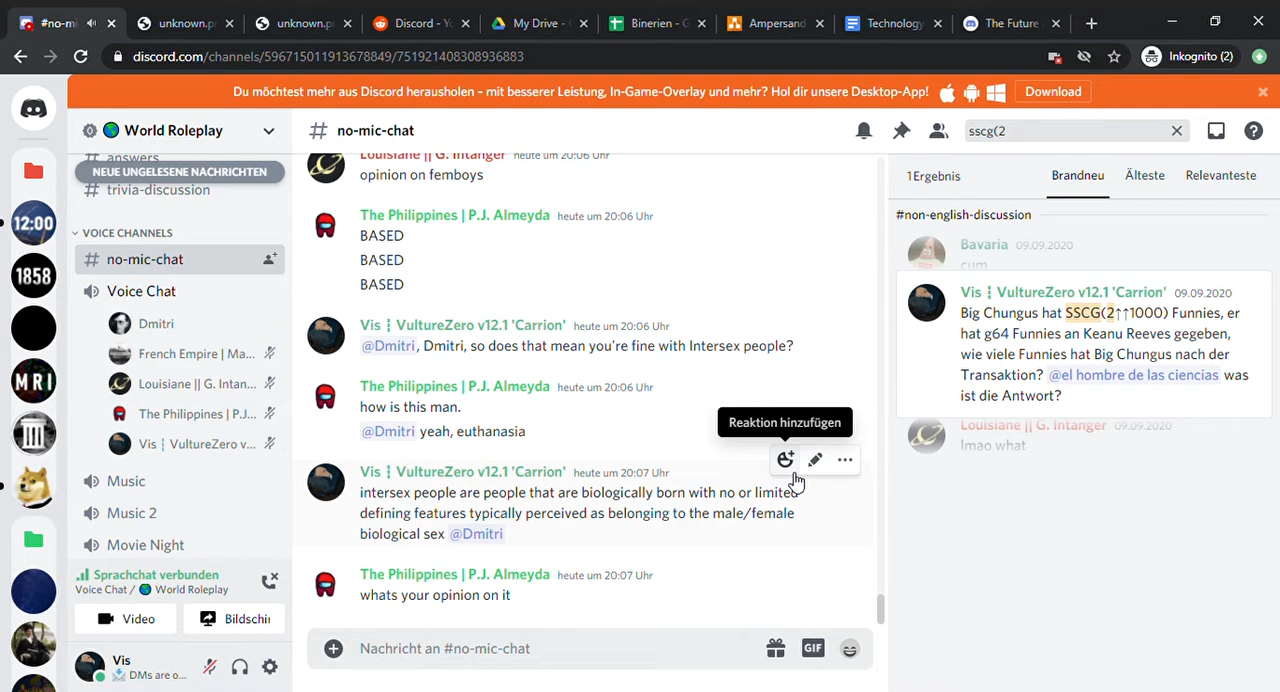 #no-mi
unknown.p
unknown.p
Discord - Yo
My Drive -
Binerien - G
Ampersand
Technology
The Future
discord.com/channels/596715011913678849/751921408308936883
Inkognito (2)
Du möchtest mehr aus Discord herausholen – mit besserer Leistung, In-Game-Overlay und mehr? Hol dir unsere Desktop-App!
Download
World Roleplay
# no-mic-chat
sscg(2
# answers
NEUE UNGELESENE NACHRICHTEN
# trivia-discussion
VOICE CHANNELS
# no-mic-chat
Voice Chat
Dmitri
French Empire | Ma...
Louisiane || G. Intan...
The Philippines | P.J...
Vis ┇ VultureZero v...
Music
Music 2
Movie Night
12:00
1858
MRI
Sprachchat verbunden
Voice Chat / World Roleplay
Video
Bildschir
Vis
DMs are o...
Louisiane || G. Intanger heute um 20:06 Uhr
opinion on femboys
The Philippines | P.J. Almeyda heute um 20:06 Uhr
BASED
BASED
BASED
Vis ┇ VultureZero v12.1 'Carrion' heute um 20:06 Uhr
@Dmitri, Dmitri, so does that mean you're fine with Intersex people?
The Philippines | P.J. Almeyda heute um 20:06 Uhr
how is this man.
@Dmitri yeah, euthanasia
Reaktion hinzufügen
Vis ┇ VultureZero v12.1 'Carrion' heute um 20:07 Uhr
intersex people are people that are biologically born with no or limited
defining features typically perceived as belonging to the male/female
biological sex @Dmitri
The Philippines | P.J. Almeyda heute um 20:07 Uhr
whats your opinion on it
Nachricht an #no-mic-chat
GIF
1Ergebnis
Brandneu
Älteste
Relevanteste
#non-english-discussion
Bavaria 09.09.2020
cum
Vis ┇ VultureZero v12.1 'Carrion' 09.09.2020
Big Chungus hat SSCG(2↑↑1000) Funnies, er
hat g64 Funnies an Keanu Reeves gegeben,
wie viele Funnies hat Big Chungus nach der
Transaktion? @el hombre de las ciencias was
ist die Antwort?
Louisiane || G. Intanger 09.09.2020
lmao what